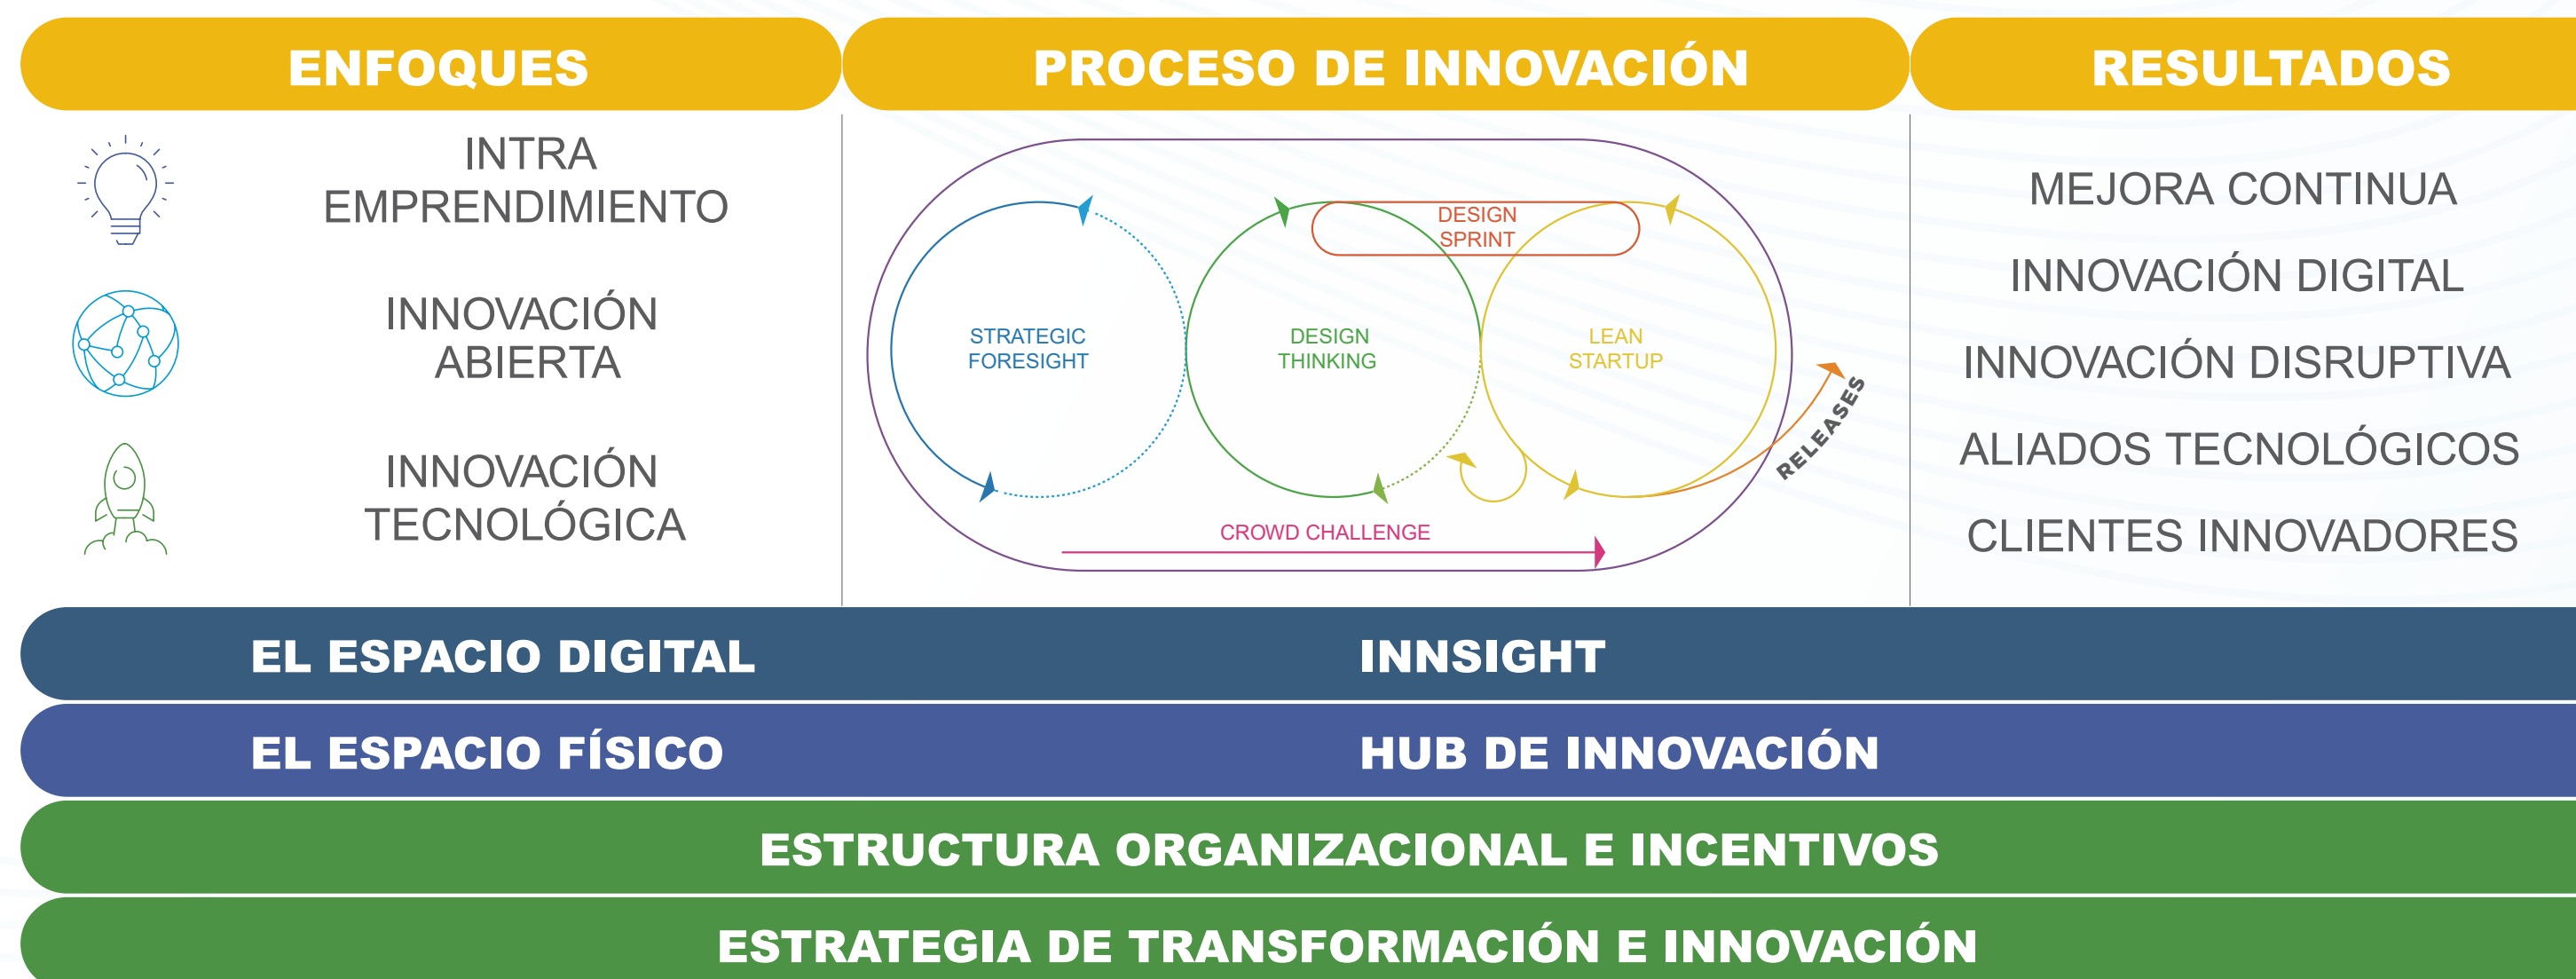 ENFOQUES
PROCESO DE INNOVACIÓN
RESULTADOS
INTRA
EMPRENDIMIENTO
INNOVACIÓN
ABIERTA
INNOVACIÓN
TECNOLÓGICA
STRATEGIC
FORESIGHT
DESIGN
THINKING
DESIGN
SPRINT
LEAN
STARTUP
RELEASES
CROWD CHALLENGE
MEJORA CONTINUA
INNOVACIÓN DIGITAL
INNOVACIÓN DISRUPTIVA
ALIADOS TECNOLÓGICOS
CLIENTES INNOVADORES
EL ESPACIO DIGITAL
INNSIGHT
EL ESPACIO FÍSICO
HUB DE INNOVACIÓN
ESTRUCTURA ORGANIZACIONAL E INCENTIVOS
ESTRATEGIA DE TRANSFORMACIÓN E INNOVACIÓN